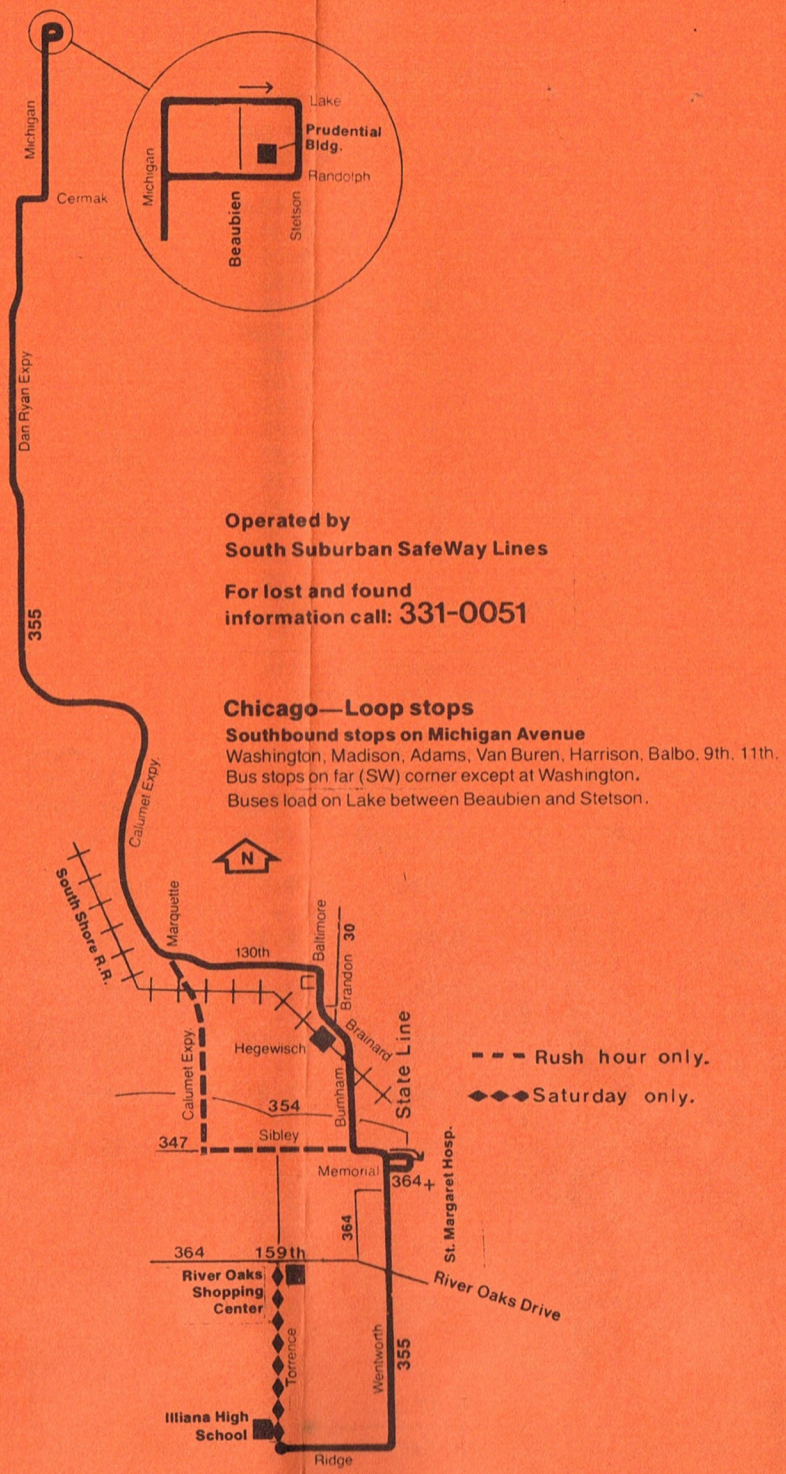 Michigan
Cermak
Lake
Prudential
Bldg.
Michigan
Randolph
Beaubien
Stetson
Dan Ryan Expy
355
Operated by
South Suburban SafeWay Lines
For lost and found
information call: 331-0051
Chicago—Loop stops
Southbound stops on Michigan Avenue
Washington, Madison, Adams, Van Buren, Harrison, Balbo, 9th, 11th.
Bus stops on far (SW) corner except at Washington.
Buses load on Lake between Beaubien and Stetson.
Calumet Expy.
N
South Shore R.R.
Marquette
130th
Baltimore
Brandon 30
Brainard
Hegewisch
State Line
Calumet Expy.
Burnham
--- Rush hour only.
◆◆◆ Saturday only.
354
347
Sibley
Memorial
364+
St. Margaret Hosp.
364
364
159th
River Oaks
Shopping
Center
River Oaks Drive
Torrence
Wentworth
355
Illiana High
School
Ridge